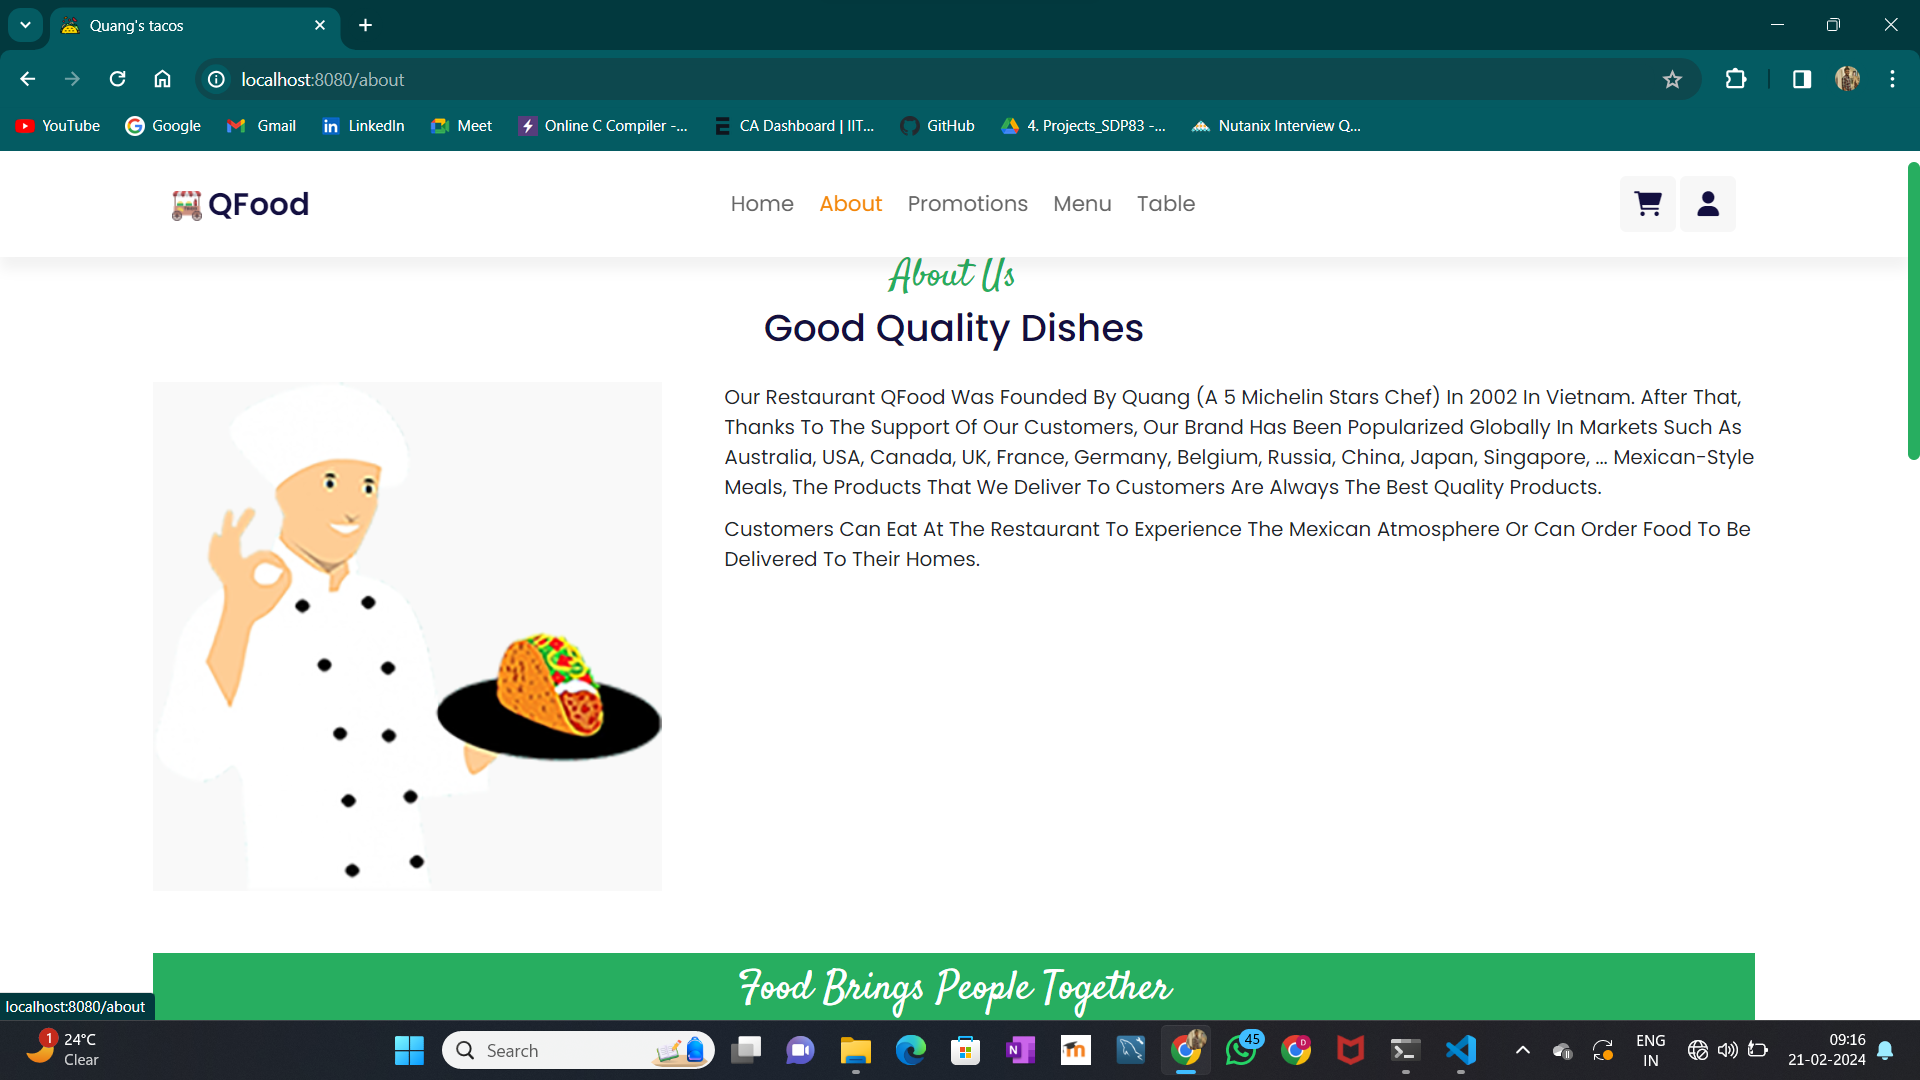 Quang's tacos
localhost:8080/about
YouTube Google Gmail LinkedIn Meet Online C Compiler -... CA Dashboard | IIT... GitHub 4. Projects_SDP83 -... Nutanix Interview Q...
QFood
Home About Promotions Menu Table
About Us
Good Quality Dishes
Our Restaurant QFood Was Founded By Quang (A 5 Michelin Stars Chef) In 2002 In Vietnam. After That,
Thanks To The Support Of Our Customers, Our Brand Has Been Popularized Globally In Markets Such As
Australia, USA, Canada, UK, France, Germany, Belgium, Russia, China, Japan, Singapore, ... Mexican-Style
Meals, The Products That We Deliver To Customers Are Always The Best Quality Products.
Customers Can Eat At The Restaurant To Experience The Mexican Atmosphere Or Can Order Food To Be
Delivered To Their Homes.
Food Brings People Together
localhost:8080/about
1
24°C
Clear
Search
45
ENG
IN
09:16
21-02-2024